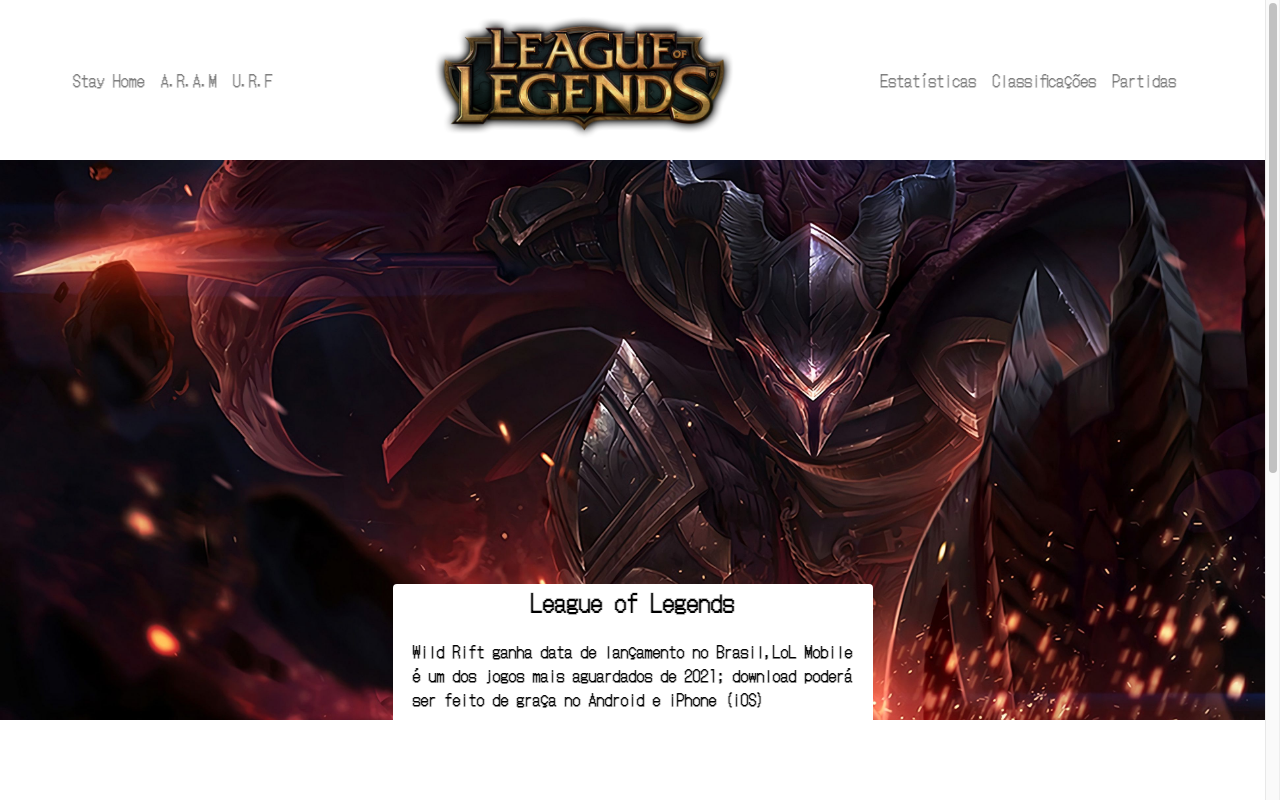 Stay Home A.R.A.M U.R.F
LEAGUE OF
LEGENDS®
Estatísticas Classificações Partidas
League of Legends
Wild Rift ganha data de lançamento no Brasil,LoL Mobile
é um dos jogos mais aguardados de 2021; download poderá
ser feito de graça no Android e iPhone (iOS)